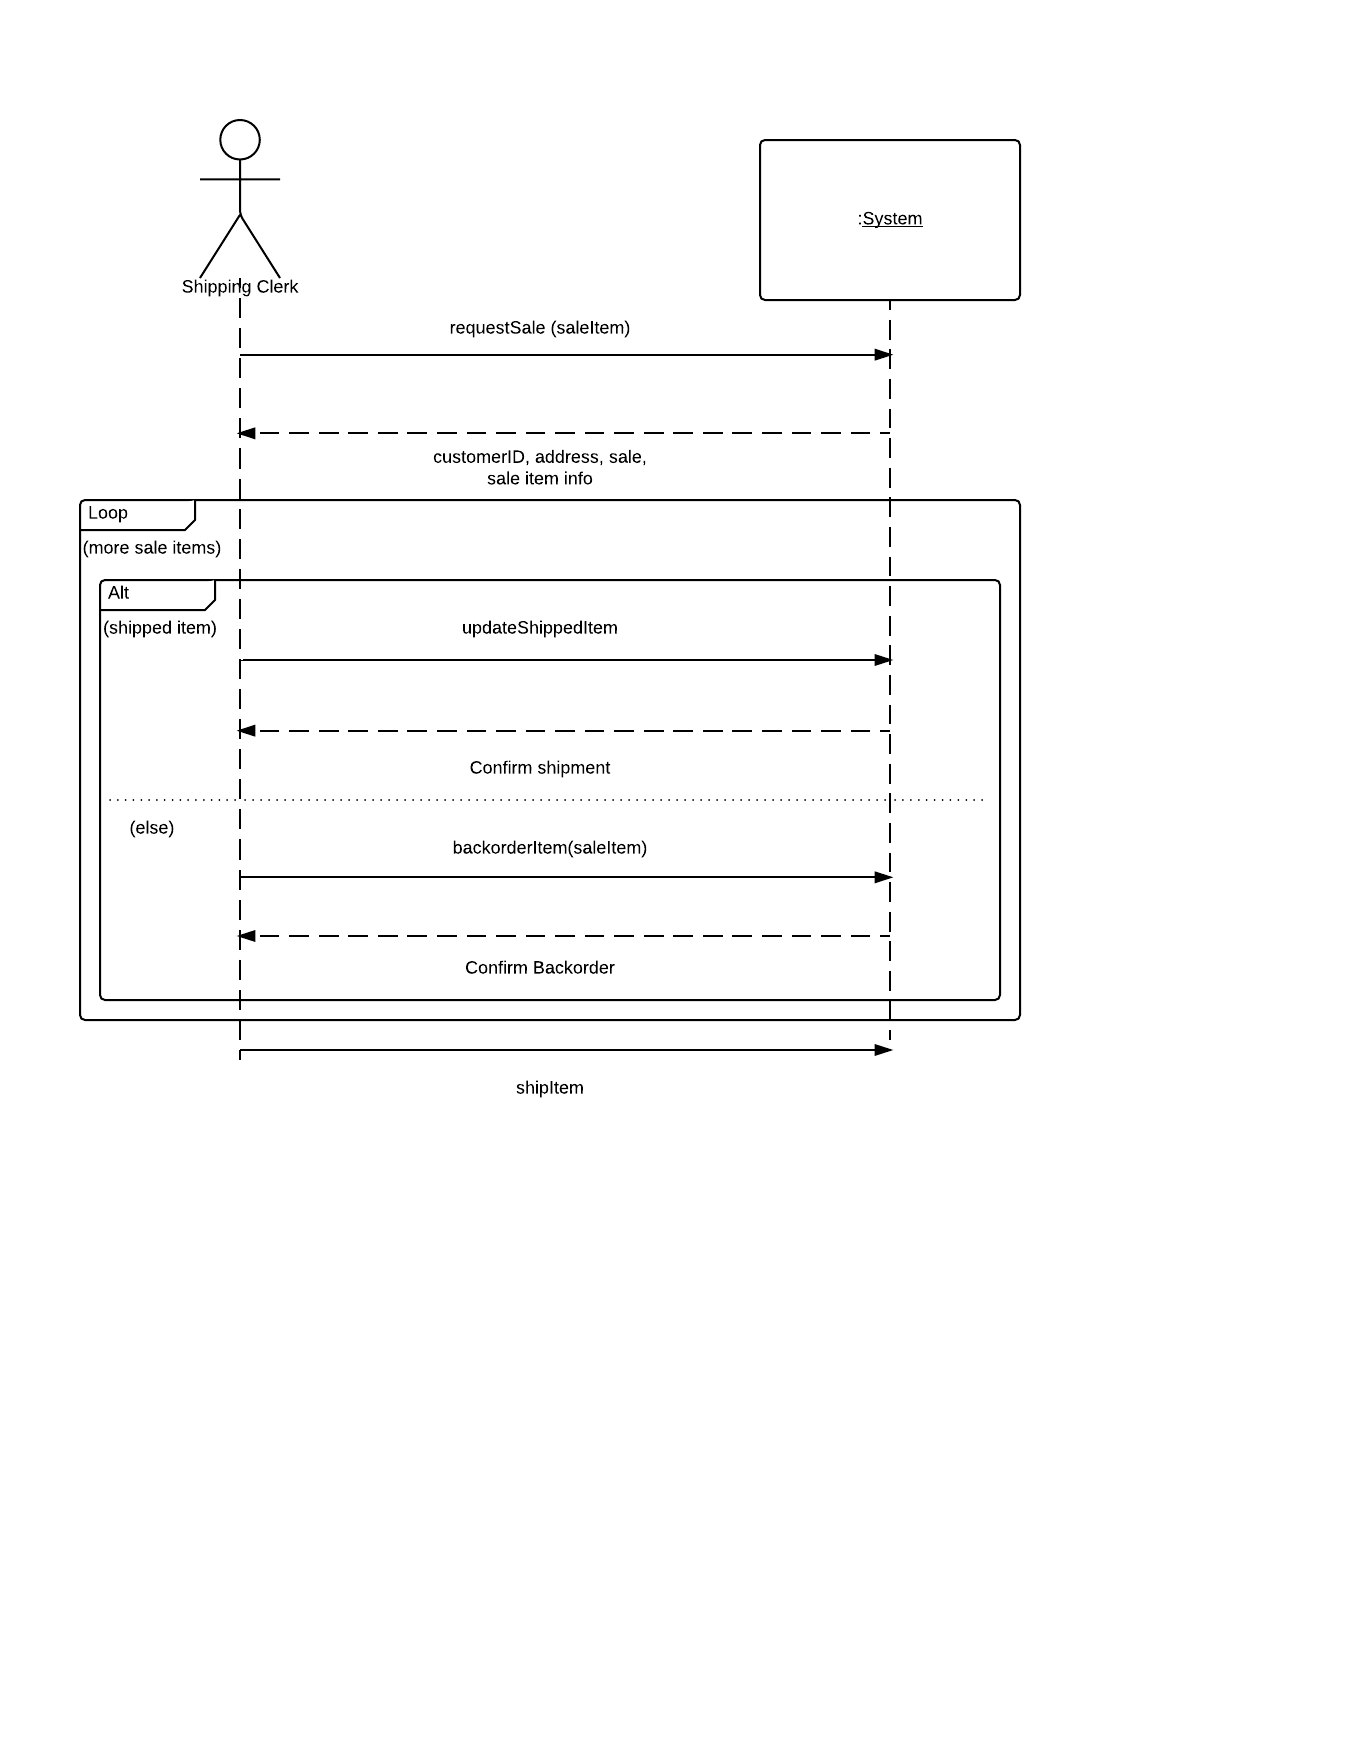 :System
Shipping Clerk
requestSale (saleItem)
customerID, address, sale,
sale item info
Loop
(more sale items)
Alt
(shipped item)
updateShippedItem
Confirm shipment
(else)
backorderItem(saleItem)
Confirm Backorder
shipItem